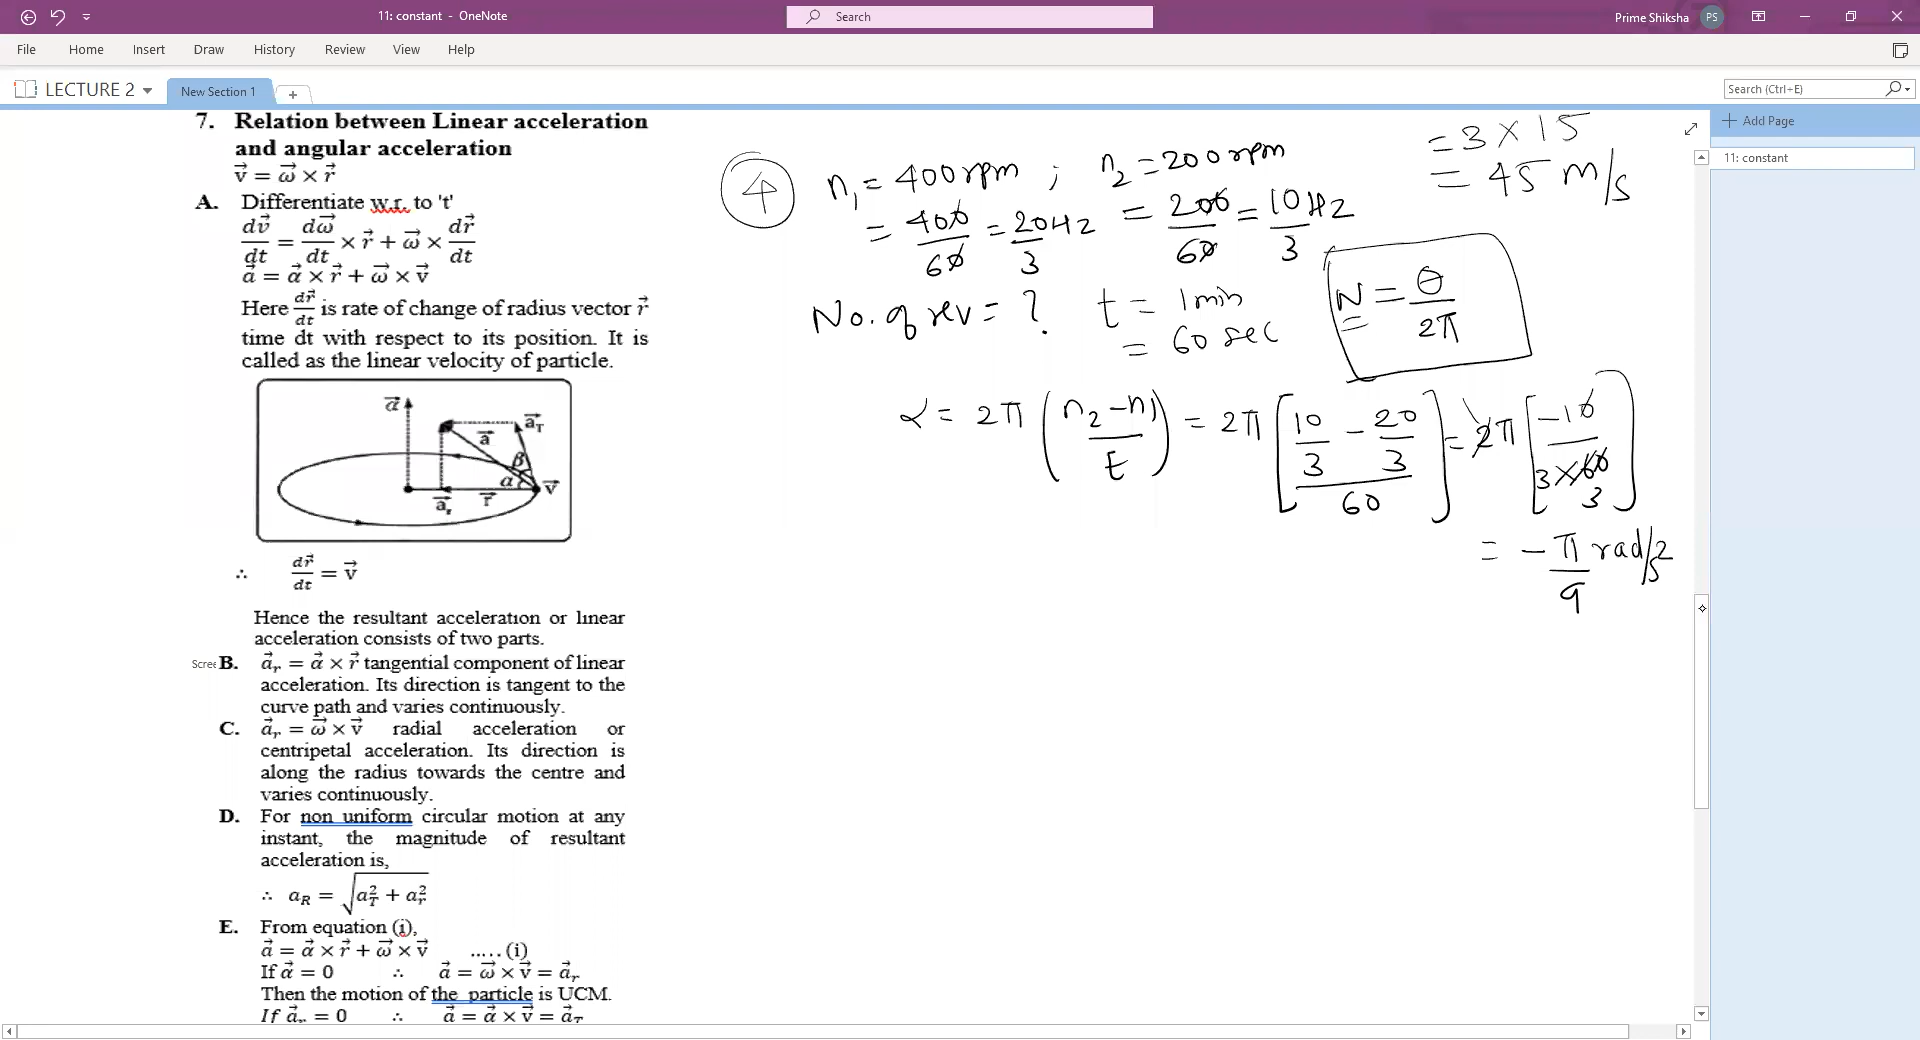 11: constant - OneNote
Search
Prime Shiksha
PS
File Home Insert Draw History Review View Help
LECTURE 2
New Section 1
+
Search (Ctrl+E)
Add Page
11: constant
7. Relation between Linear acceleration
and angular acceleration
v⃗ = ω⃗ × r⃗
A. Differentiate w.r. to 't'
dv⃗/dt = dω⃗/dt × r⃗ + ω⃗ × dr⃗/dt
a⃗ = α⃗ × r⃗ + ω⃗ × v⃗
Here dr⃗/dt is rate of change of radius vector r⃗
time dt with respect to its position. It is
called as the linear velocity of particle.
α⃗
a⃗
a⃗T
β
α
v⃗
a⃗r
r⃗
∴ dr⃗/dt = v⃗
Hence the resultant acceleration or linear
acceleration consists of two parts.
Scree
B. a⃗r = α⃗ × r⃗ tangential component of linear
acceleration. Its direction is tangent to the
curve path and varies continuously.
C. a⃗r = ω⃗ × v⃗ radial acceleration or
centripetal acceleration. Its direction is
along the radius towards the centre and
varies continuously.
D. For non uniform circular motion at any
instant, the magnitude of resultant
acceleration is,
∴ aR = √(a²T + a²r)
E. From equation (i),
a⃗ = α⃗ × r⃗ + ω⃗ × v⃗ .....(i)
If α⃗ = 0 ∴ a⃗ = ω⃗ × v⃗ = a⃗r
Then the motion of the particle is UCM.
If a⃗r = 0 ∴ a⃗ = α⃗ × v⃗ = a⃗T
= 3 × 15
= 45 m/s
4
n₁ = 400 rpm ; n₂ = 200 rpm
= 400/60 = 20/3 Hz = 200/60 = 10/3 Hz
No. of rev = ? t = 1 min
= 60 sec
N = θ/2π
α = 2π ((n₂ - n₁)/t) = 2π [(10/3 - 20/3)/60] = 2π [-10/(3×60)]
3
= -π/9 rad/s²